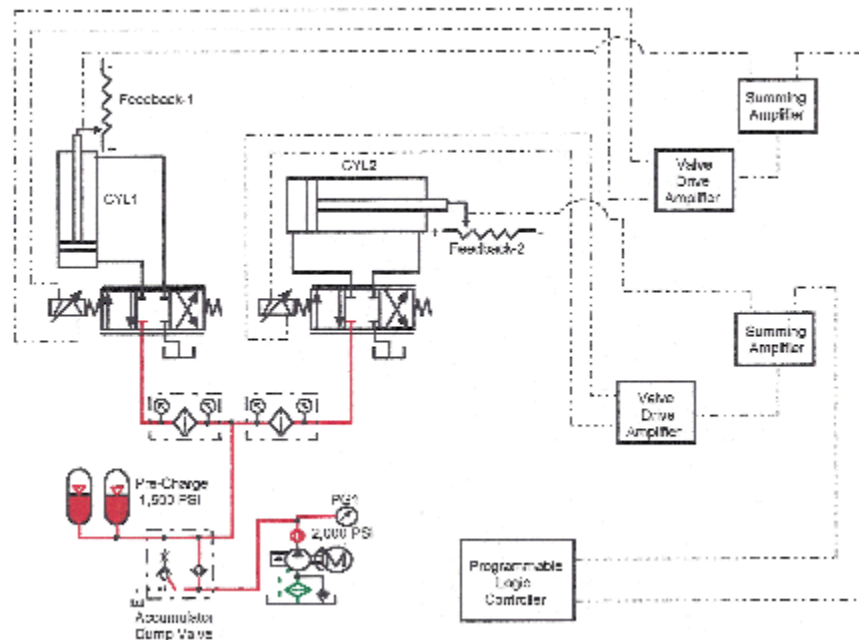 Feedback-1
CYL1
CYL2
Feedback-2
Summing
Amplifier
Valve
Drive
Amplifier
Summing
Amplifier
Valve
Drive
Amplifier
Pre-Charge
1,500 PSI
PG1
2,000 PSI
M
Accumulator
Dump Valve
Programmable
Logic
Controller